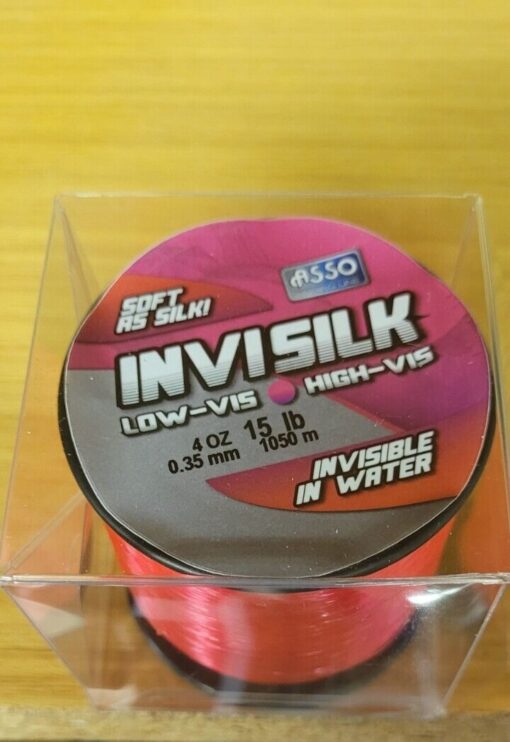 ASSO
SOFT
AS SILK!
INVISILK
LOW-VIS HIGH-VIS
4 OZ 15 lb
0.35 mm 1050 m
INVISIBLE
IN WATER